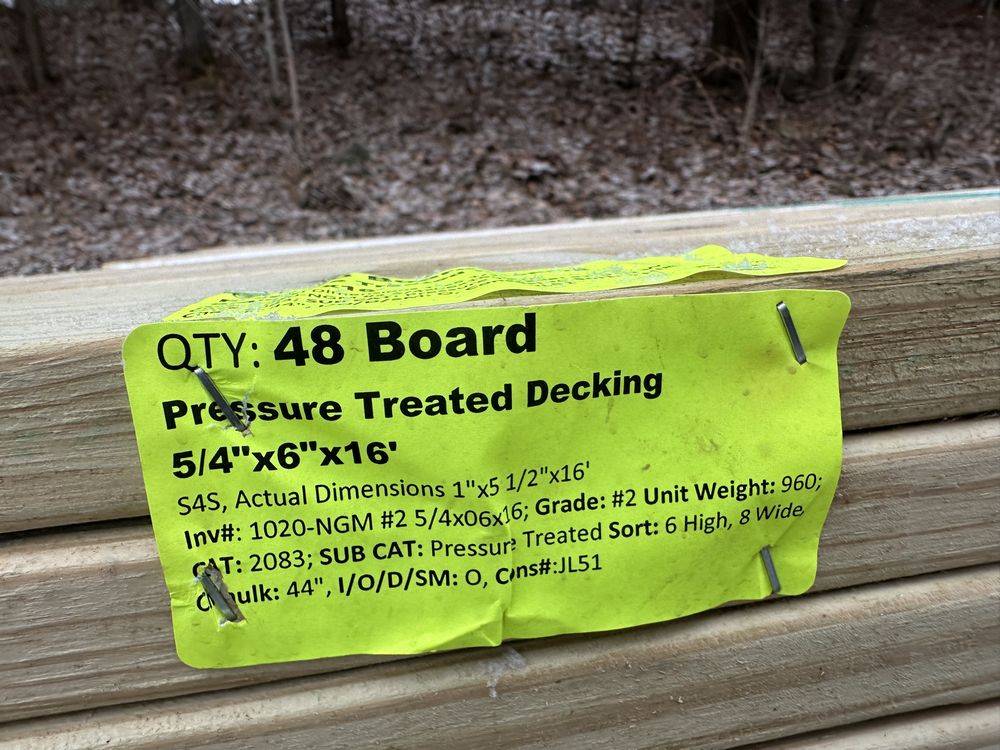 QTY: 48 Board
Pressure Treated Decking
5/4"x6"x16'
S4S, Actual Dimensions 1"x5 1/2"x16'
Inv#: 1020-NGM #2 5/4x06x16; Grade: #2 Unit Weight: 960;
CAT: 2083; SUB CAT: Pressure Treated Sort: 6 High, 8 Wide,
44", I/O/D/SM: O, Cons#:JL51